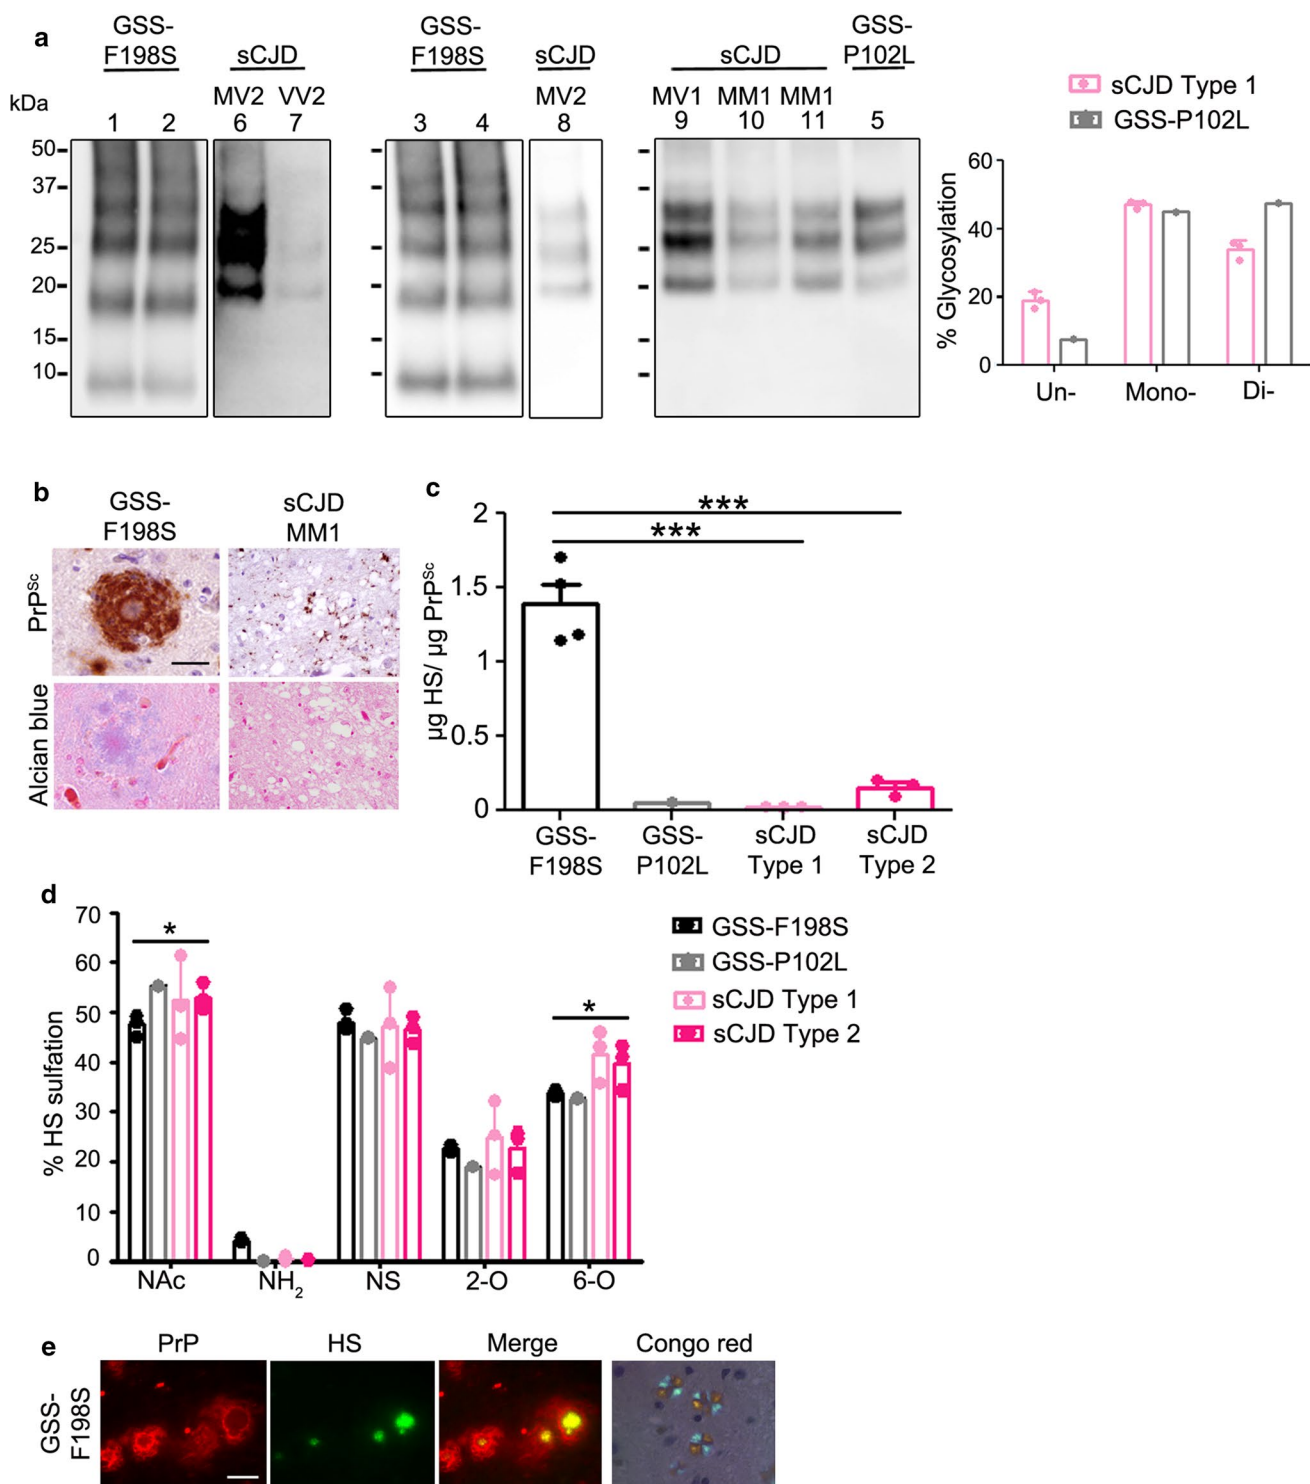 a
GSS-
F198S
sCJD
MV2 VV2
kDa
1 2 6 7
50
37
25
20
15
10
GSS-
F198S
sCJD
MV2
3 4 8
sCJD
GSS-
P102L
MV1 MM1 MM1
9 10 11 5
sCJD Type 1
GSS-P102L
% Glycosylation
60
40
20
0
Un- Mono- Di-
b
GSS-
F198S
sCJD
MM1
PrPSc
Alcian blue
c
***
***
µg HS/ µg PrPSc
2
1.5
1
0.5
0
GSS-
F198S
GSS-
P102L
sCJD
Type 1
sCJD
Type 2
d
% HS sulfation
70
60
50
40
30
20
10
0
*
*
NAc NH2 NS 2-O 6-O
GSS-F198S
GSS-P102L
sCJD Type 1
sCJD Type 2
e
PrP HS Merge Congo red
GSS-
F198S